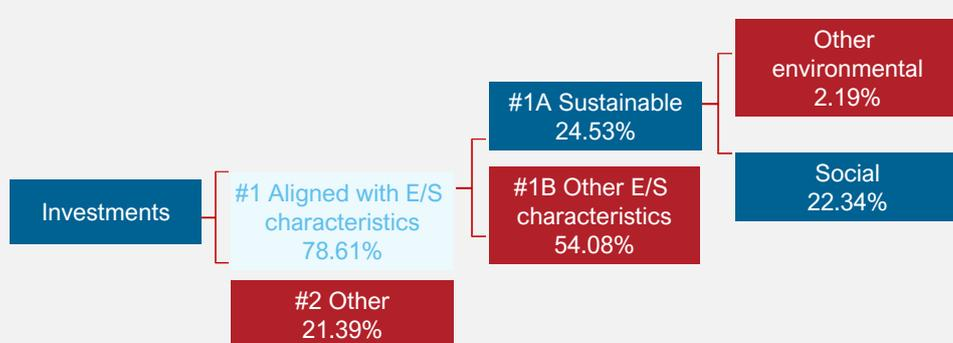 Investments
#1 Aligned with E/S
characteristics
78.61%
#2 Other
21.39%
#1A Sustainable
24.53%
#1B Other E/S
characteristics
54.08%
Other
environmental
2.19%
Social
22.34%